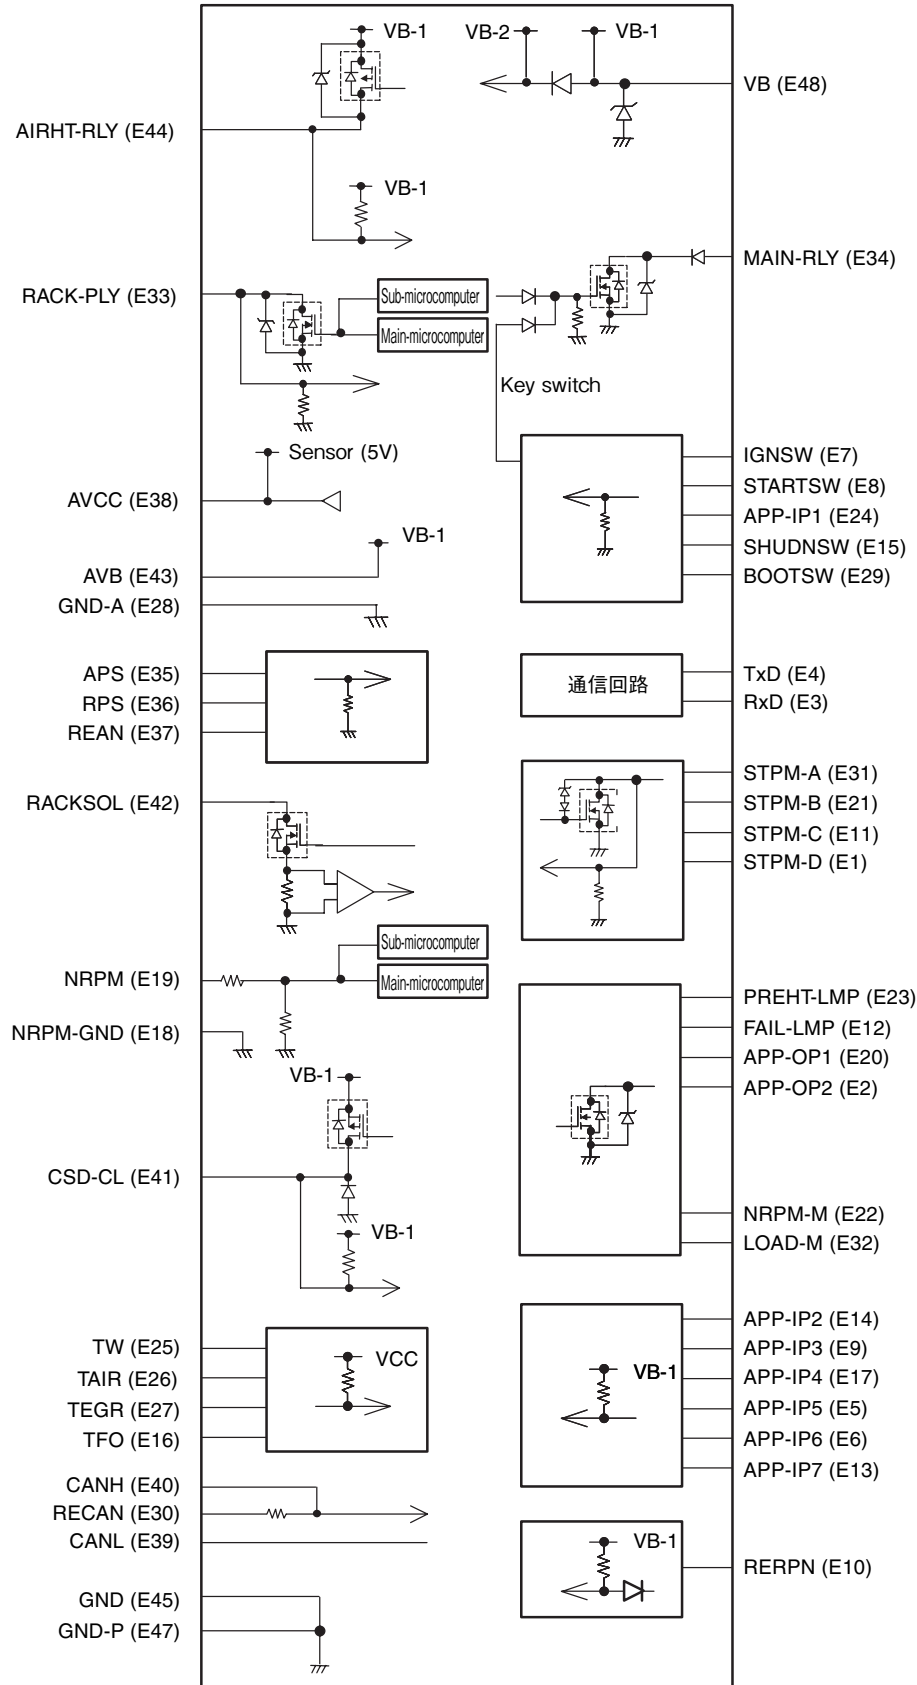 VB-1
VB-2
VB-1
VB (E48)
AIRHT-RLY (E44)
VB-1
MAIN-RLY (E34)
RACK-PLY (E33)
Sub-microcomputer
Main-microcomputer
Key switch
Sensor (5V)
AVCC (E38)
VB-1
AVB (E43)
GND-A (E28)
IGNSW (E7)
STARTSW (E8)
APP-IP1 (E24)
SHUDNSW (E15)
BOOTSW (E29)
APS (E35)
RPS (E36)
REAN (E37)
通信回路
TxD (E4)
RxD (E3)
RACKSOL (E42)
STPM-A (E31)
STPM-B (E21)
STPM-C (E11)
STPM-D (E1)
Sub-microcomputer
Main-microcomputer
NRPM (E19)
NRPM-GND (E18)
PREHT-LMP (E23)
FAIL-LMP (E12)
APP-OP1 (E20)
APP-OP2 (E2)
VB-1
CSD-CL (E41)
VB-1
NRPM-M (E22)
LOAD-M (E32)
TW (E25)
TAIR (E26)
TEGR (E27)
TFO (E16)
VCC
VB-1
APP-IP2 (E14)
APP-IP3 (E9)
APP-IP4 (E17)
APP-IP5 (E5)
APP-IP6 (E6)
APP-IP7 (E13)
CANH (E40)
RECAN (E30)
CANL (E39)
VB-1
RERPN (E10)
GND (E45)
GND-P (E47)